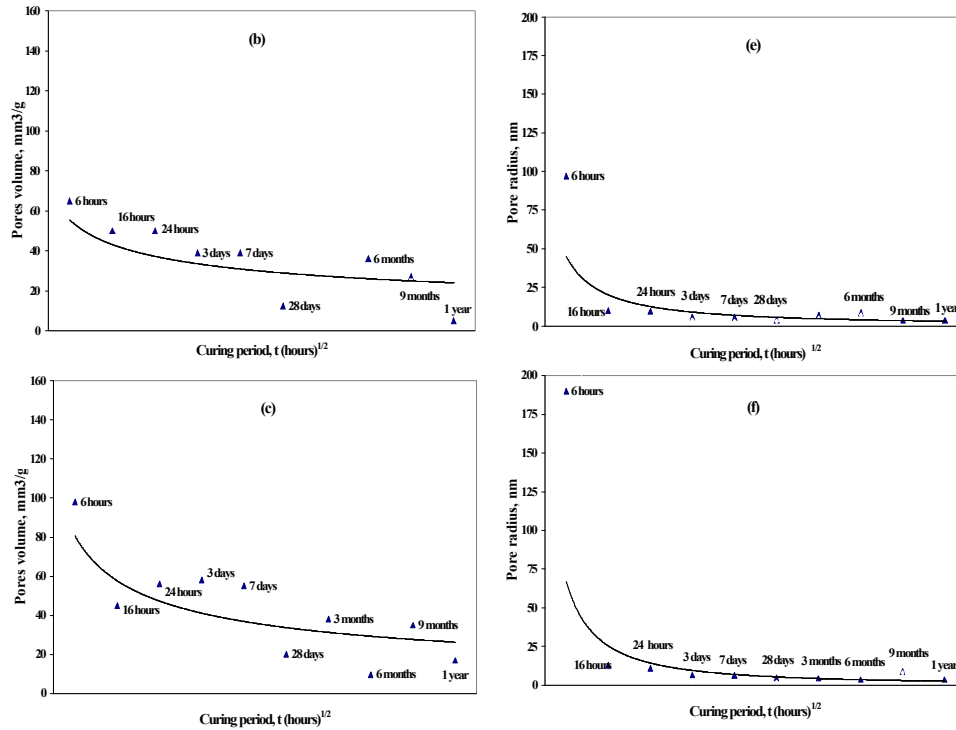 (b)
Pores volume, mm3/g
160
140
120
100
80
60
40
20
0
6 hours
16 hours
24 hours
3 days
7 days
28 days
6 months
9 months
1 year
Curing period, t (hours)^1/2
(e)
Pore radius, nm
200
175
150
125
100
75
50
25
0
6 hours
16 hours
24 hours
3 days
7 days
28 days
6 months
9 months
1 year
Curing period, t (hours) ^1/2
(c)
Pores volume, mm3/g
160
140
120
100
80
60
40
20
0
6 hours
16 hours
24 hours
3 days
7 days
28 days
3 months
6 months
9 months
1 year
Curing period, t (hours)^1/2
(f)
Pore radius, nm
200
175
150
125
100
75
50
25
0
6 hours
16 hours
24 hours
3 days
7 days
28 days
3 months
6 months
9 months
1 year
Curing period, t (hours)^1/2